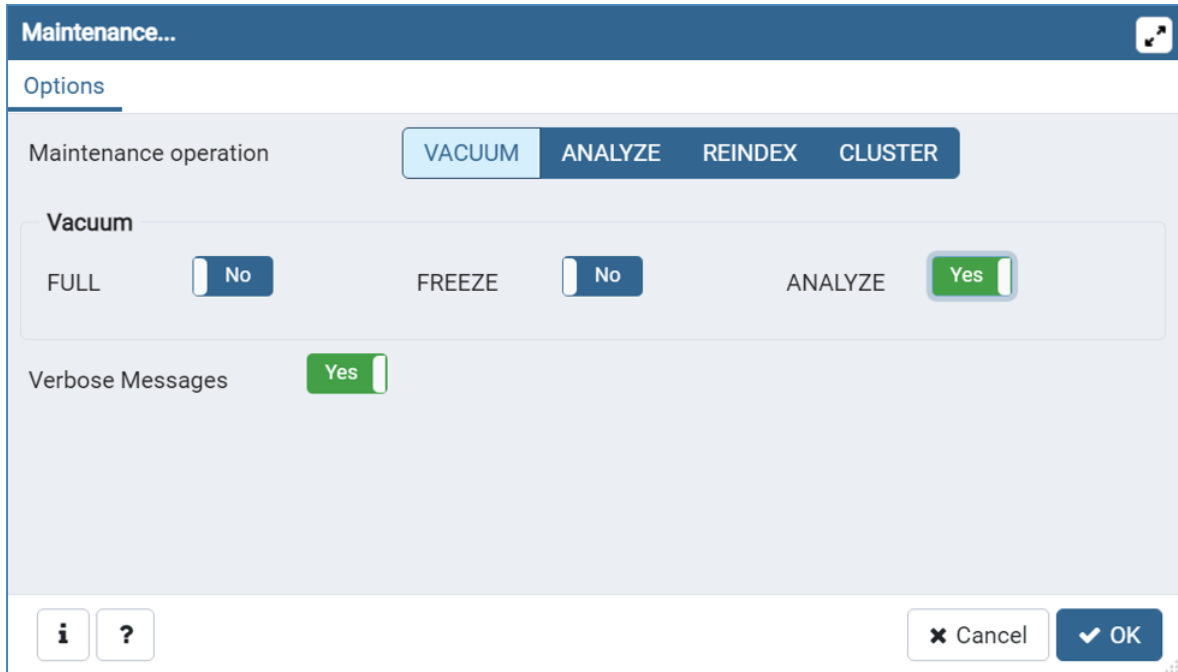 Maintenance...
Options
Maintenance operation VACUUM ANALYZE REINDEX CLUSTER
Vacuum
FULL No FREEZE No ANALYZE Yes
Verbose Messages Yes
i ? Cancel OK